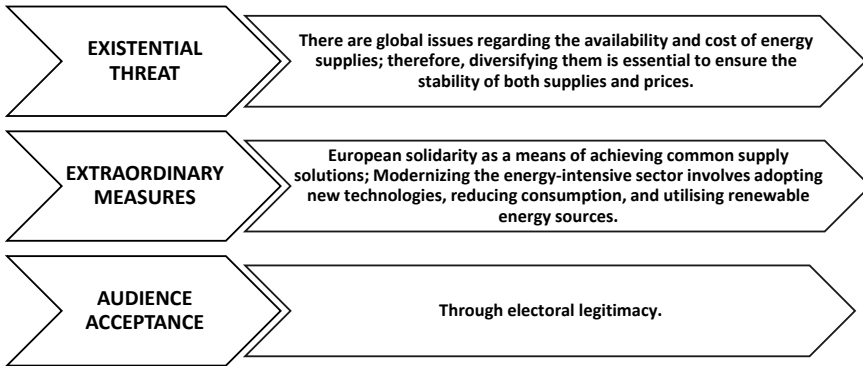 EXISTENTIAL
THREAT
There are global issues regarding the availability and cost of energy
supplies; therefore, diversifying them is essential to ensure the
stability of both supplies and prices.
EXTRAORDINARY
MEASURES
European solidarity as a means of achieving common supply
solutions; Modernizing the energy-intensive sector involves adopting
new technologies, reducing consumption, and utilising renewable
energy sources.
AUDIENCE
ACCEPTANCE
Through electoral legitimacy.